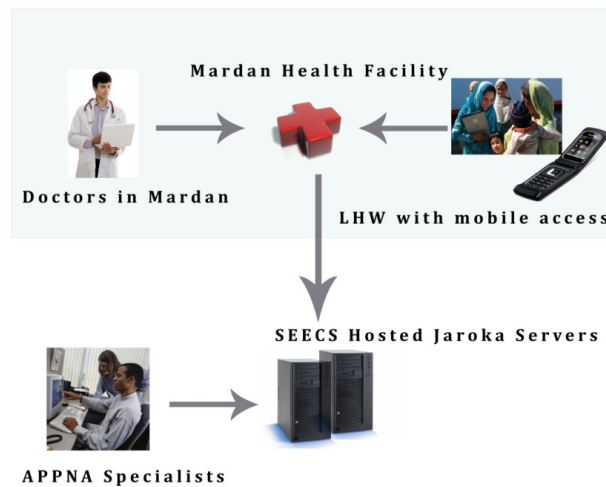 Mardan Health Facility
Doctors in Mardan
LHW with mobile access
SEECS Hosted Jaroka Servers
APPNA Specialists